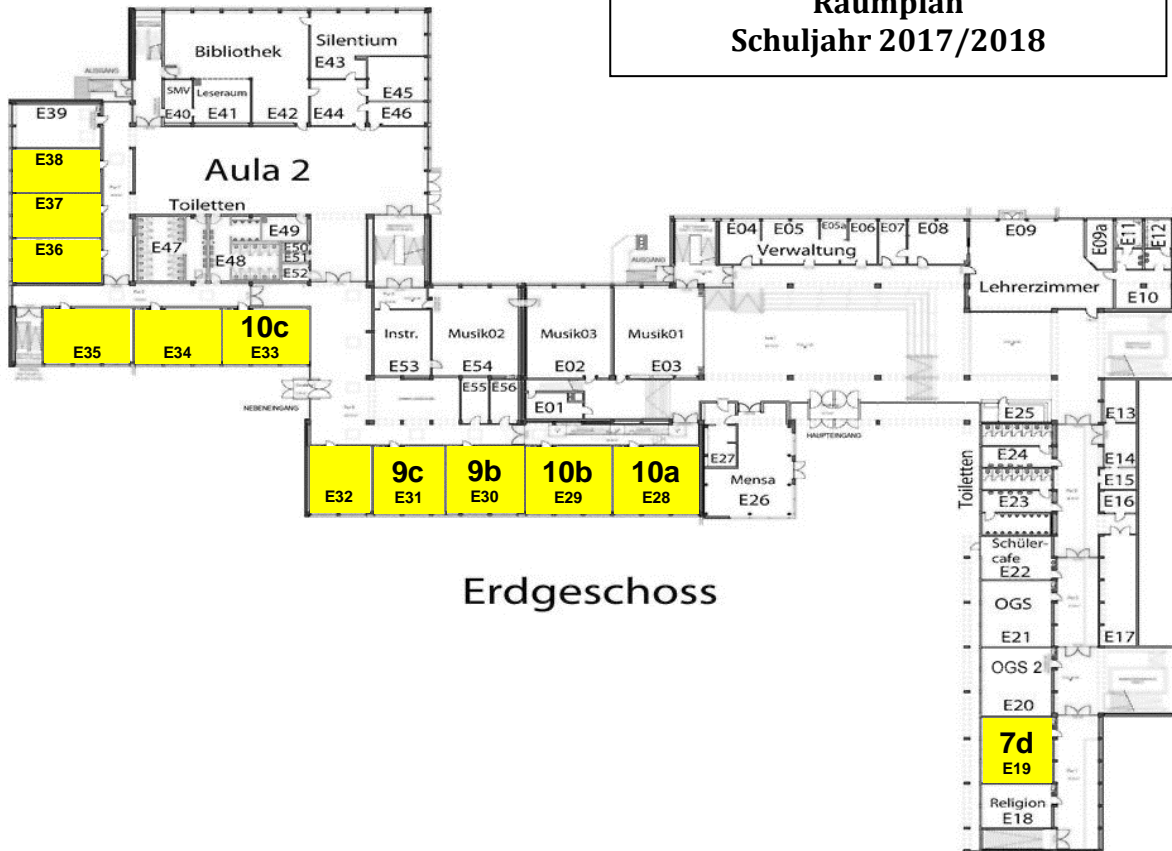 Raumplan
Schuljahr 2017/2018
Bibliothek
Silentium
E43
AUSGANG
SMV
E40
Leseraum
E41
E42
E44
E45
E46
E39
E38
E37
E36
Aula 2
Toiletten
E47
E48
E49
E50
E51
E52
E35
E34
10c
E33
NEBENEINGANG
Instr.
E53
Musik02
E54
E55
E56
Musik03
E02
Musik01
E03
E01
AUSGANG
E04
E05
E05a
E06
E07
E08
Verwaltung
E09
Lehrerzimmer
E09a
E11
E12
E10
E32
9c
E31
9b
E30
10b
E29
10a
E28
E27
Mensa
E26
HAUPTEINGANG
E25
E24
E23
Toiletten
E13
E14
E15
E16
E17
Schüler-
cafe
E22
OGS
E21
OGS 2
E20
7d
E19
Religion
E18
Erdgeschoss